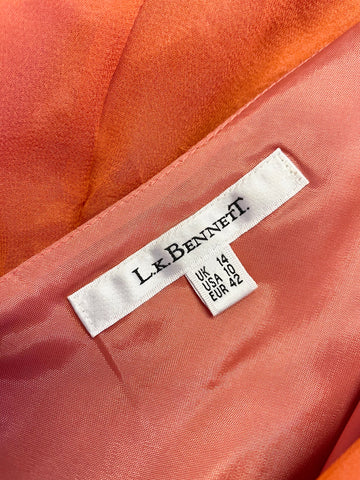 L.K.BENNETT.
UK 14
USA 10
EUR 42